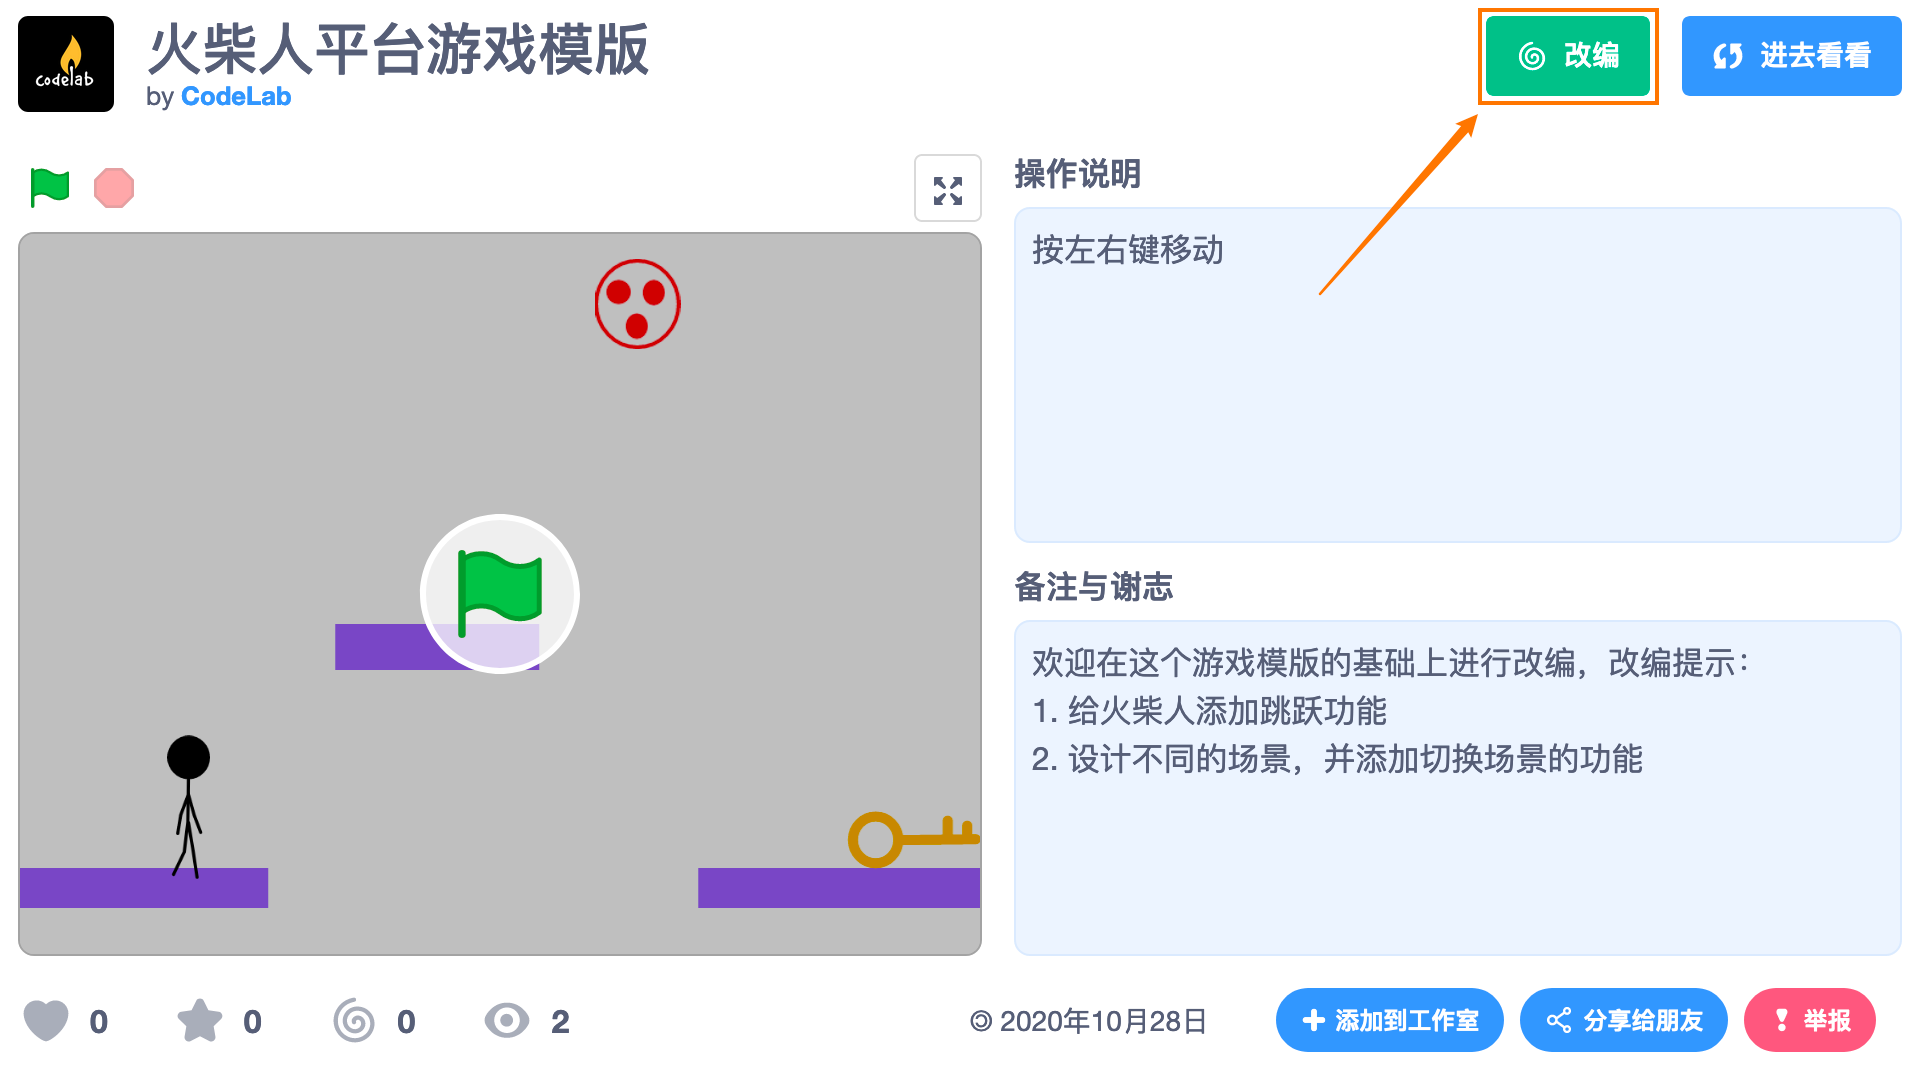 codelab
火柴人平台游戏模版
by CodeLab
改编
进去看看
操作说明
按左右键移动
备注与谢志
欢迎在这个游戏模版的基础上进行改编，改编提示：
1. 给火柴人添加跳跃功能
2. 设计不同的场景，并添加切换场景的功能
0
0
0
2
2020年10月28日
添加到工作室
分享给朋友
举报